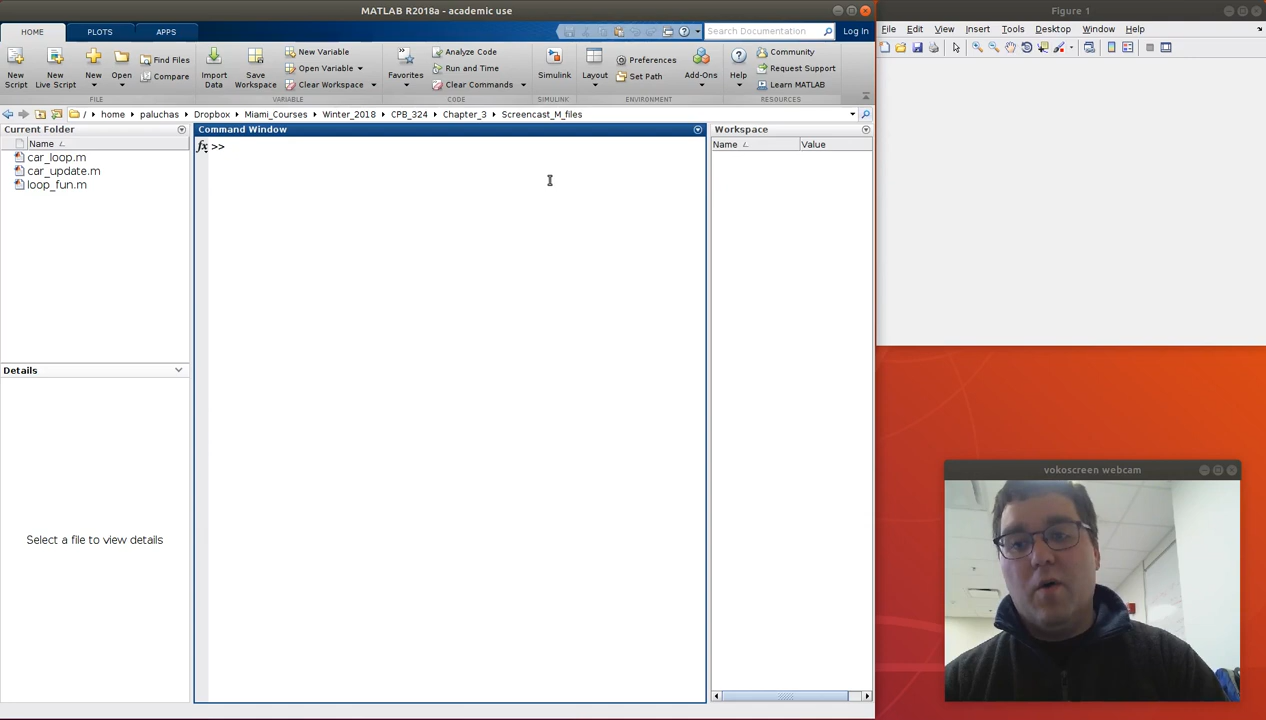 MATLAB R2018a - academic use
HOME
PLOTS
APPS
Search Documentation
Log In
New Script
New Live Script
New
Open
Find Files
Compare
Import Data
Save Workspace
New Variable
Open Variable
Clear Workspace
Favorites
Analyze Code
Run and Time
Clear Commands
Simulink
Layout
Preferences
Set Path
Add-Ons
Help
Community
Request Support
Learn MATLAB
FILE
VARIABLE
CODE
SIMULINK
ENVIRONMENT
RESOURCES
/ home paluchas Dropbox Miami_Courses Winter_2018 CPB_324 Chapter_3 Screencast_M_files
Current Folder
Name
car_loop.m
car_update.m
loop_fun.m
Details
Select a file to view details
Command Window
fx >>
Workspace
Name Value
Figure 1
File Edit View Insert Tools Desktop Window Help
vokoscreen webcam